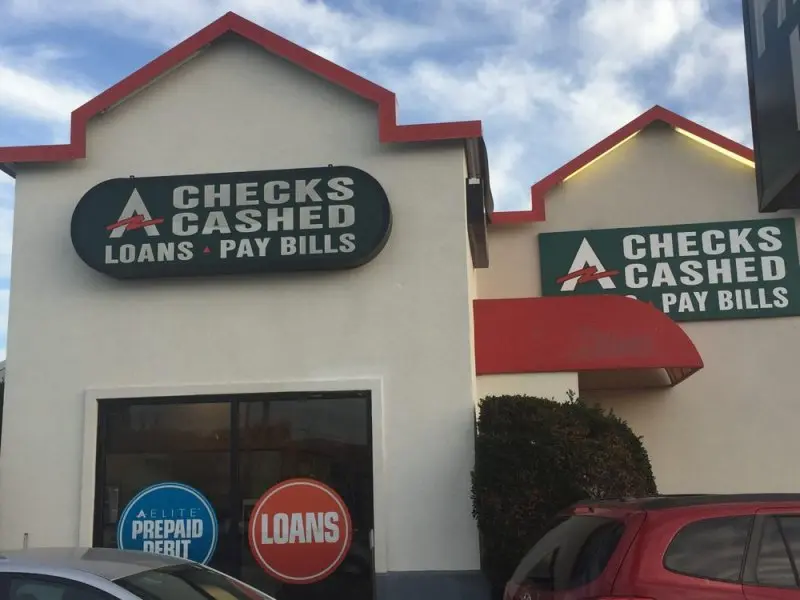 CHECKS
CASHED
LOANS PAY BILLS
CHECKS
CASHED
PAY BILLS
ELITE
PREPAID
DEBIT
LOANS